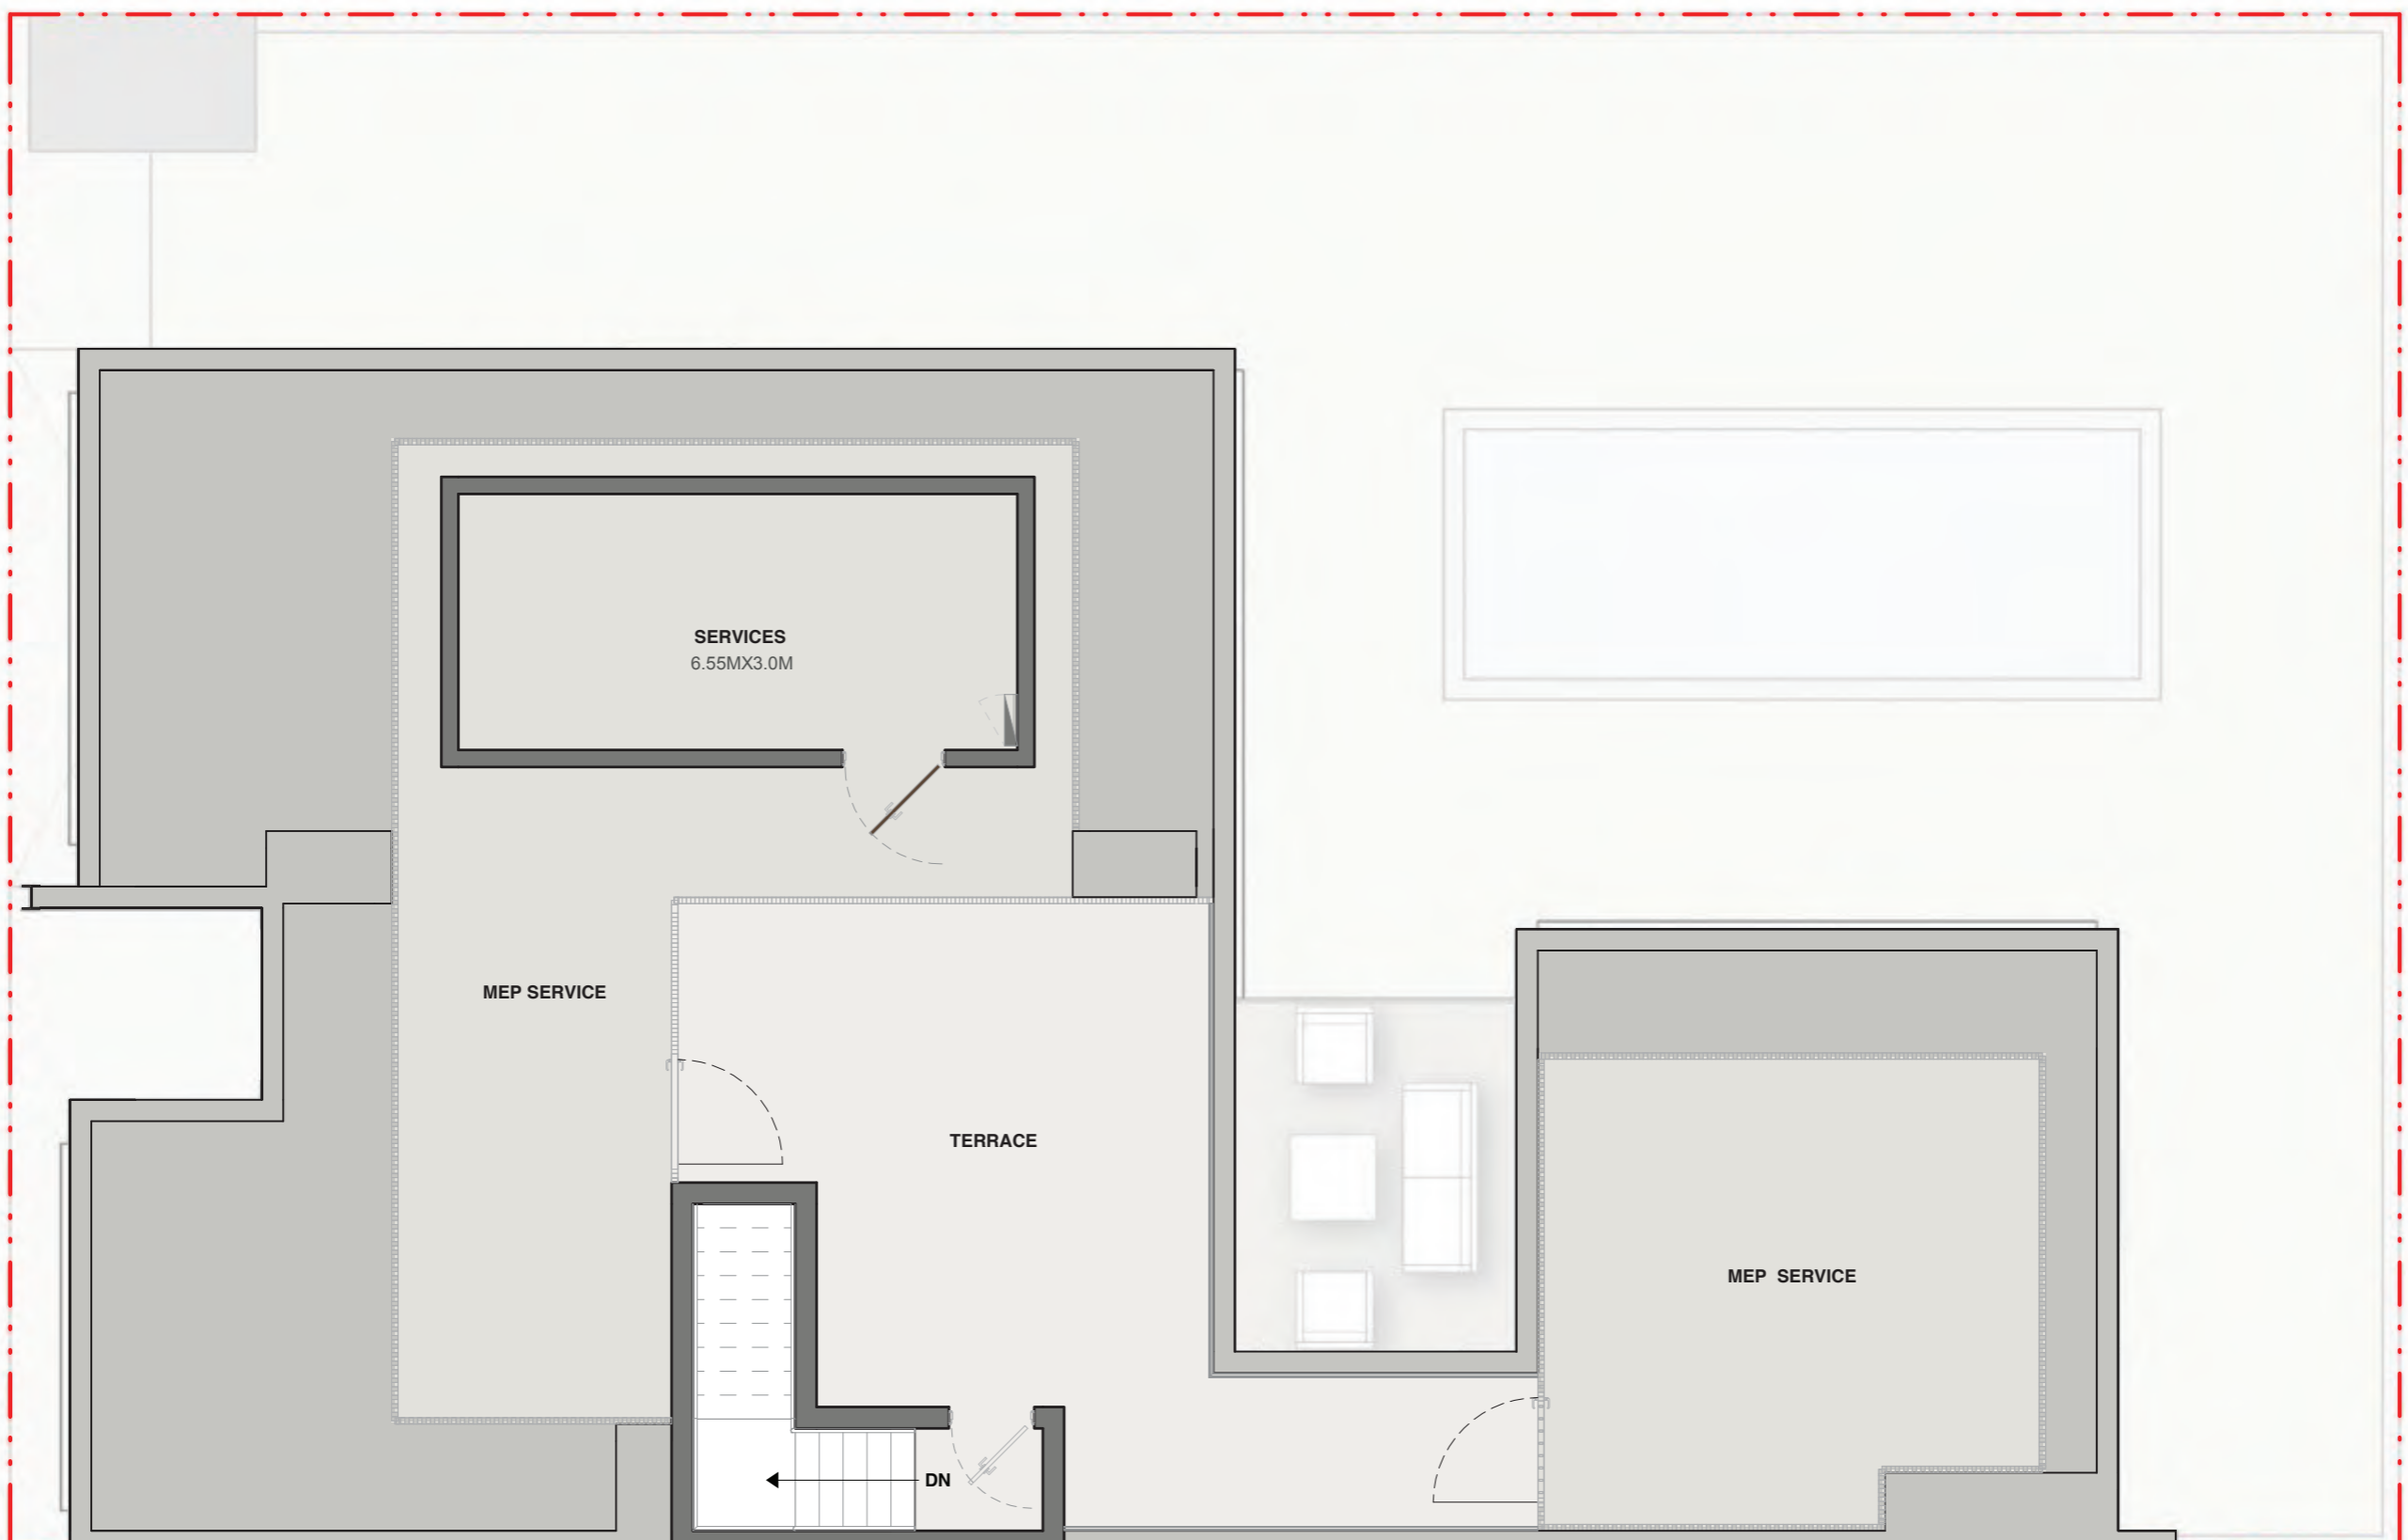 SERVICES
6.55MX3.0M
MEP SERVICE
TERRACE
MEP  SERVICE
DN